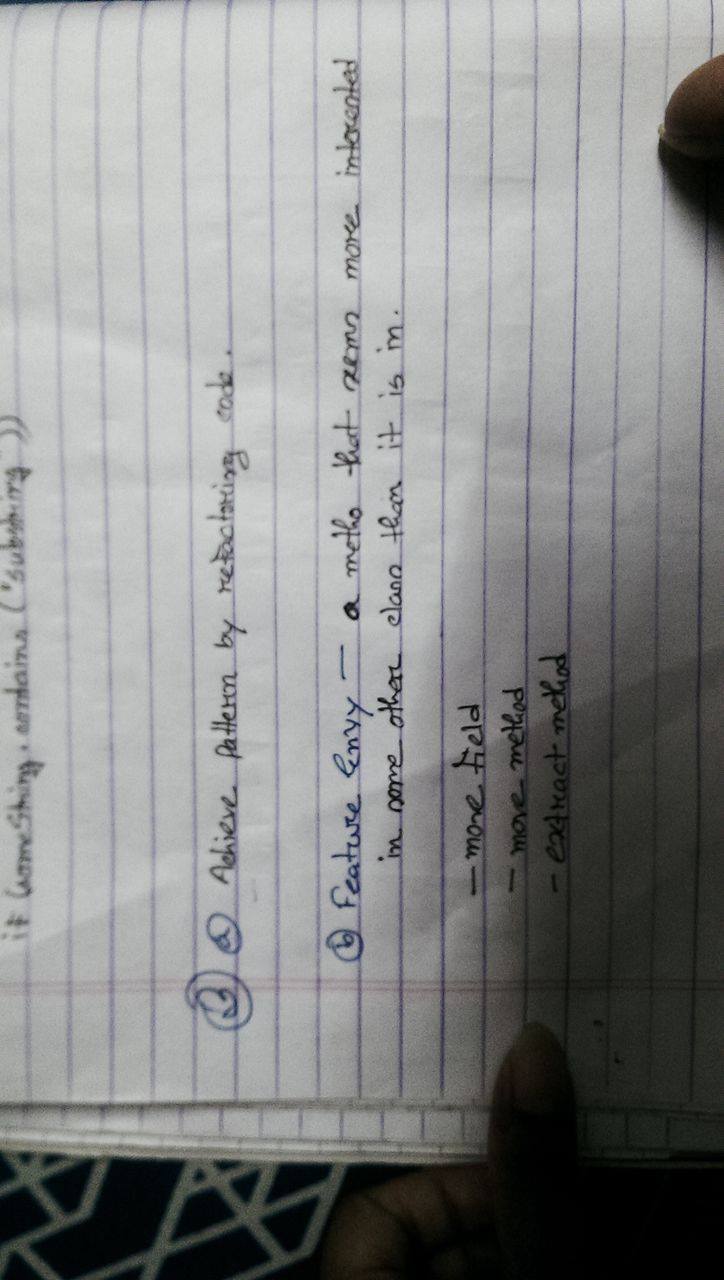 if (someString.contains ("substring"))
(a) Achieve pattern by refactoring code.
(b) Feature Envy — a metho that seems more interested
in some other class than it is in.
— move field
— move method
- extract method